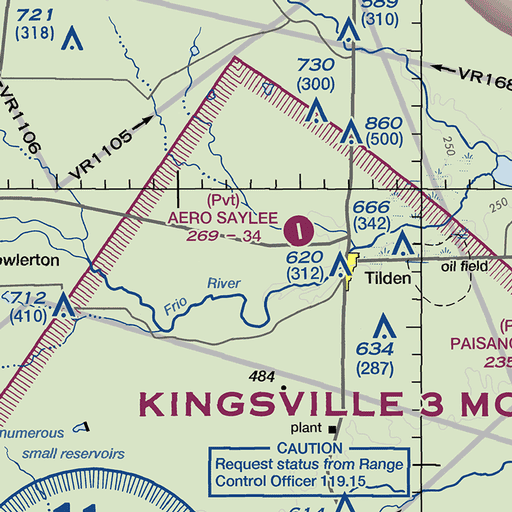 589
(310)
721
(318)
730
(300)
VR168
VR1106
VR1105
860
(500)
250
(Pvt)
AERO SAYLEE
269 - 34
666
(342)
250
620
(312)
Tilden
oil field
River
Frio
712
(410)
634
(287)
PAISANO
235
484
KINGSVILLE 3 MO
plant
numerous
small reservoirs
CAUTION
Request status from Range
Control Officer 119.15
11
614